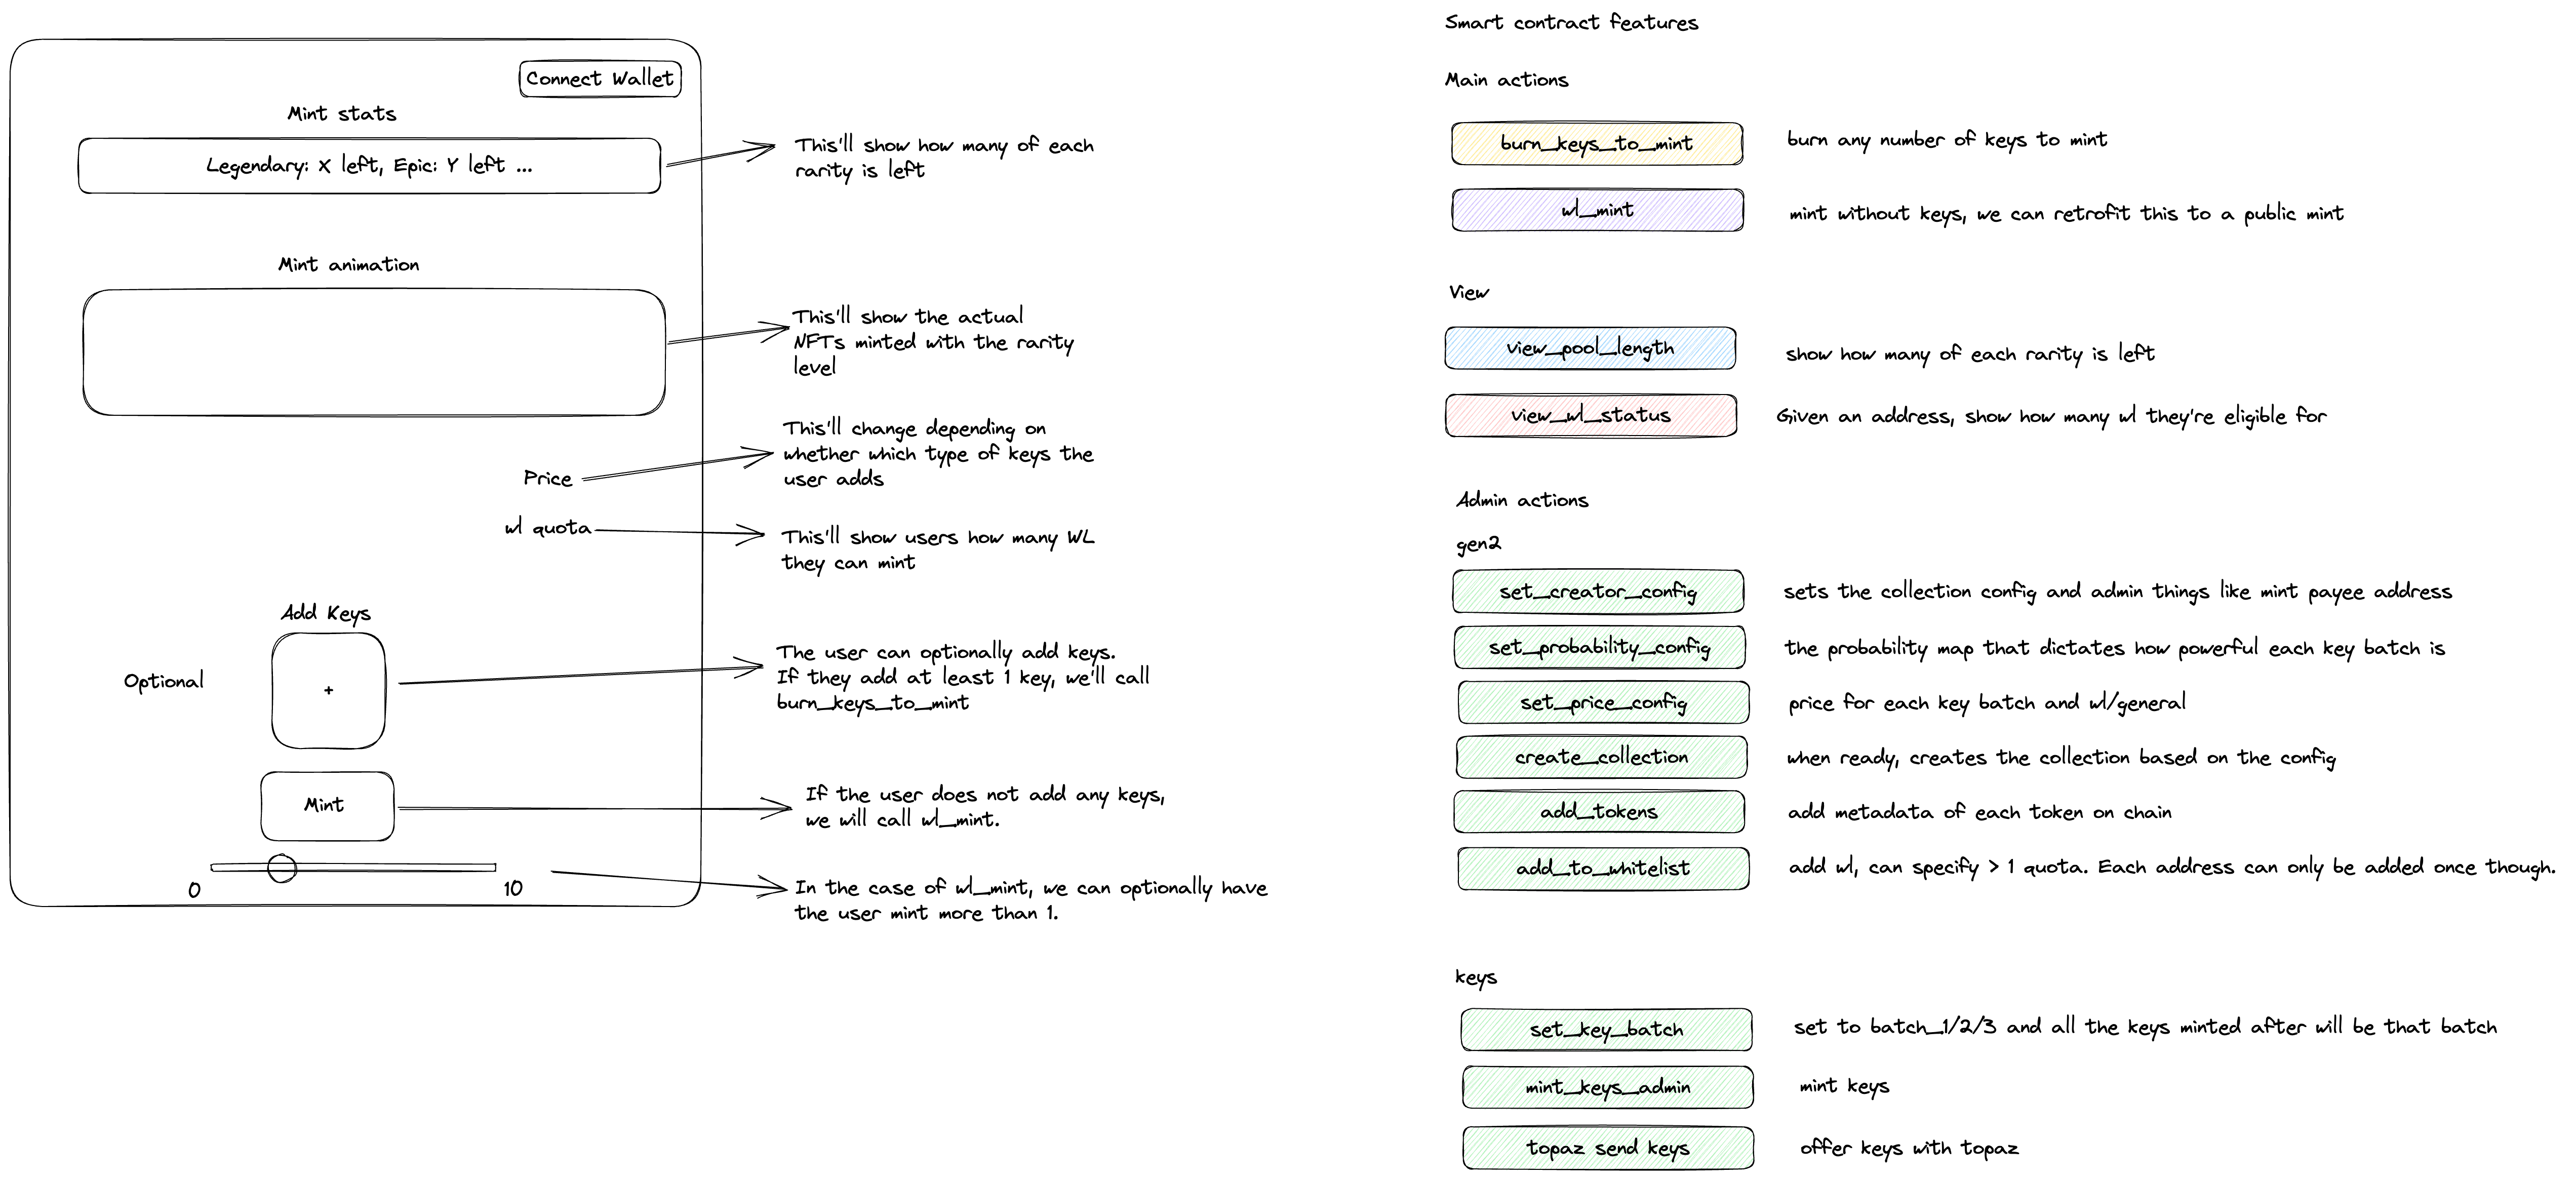 Connect Wallet
Mint stats
Legendary: X left, Epic: Y left ...
This'll show how many of each
rarity is left
Mint animation
This'll show the actual
NFTs minted with the rarity
level
This'll change depending on
whether which type of keys the
user adds
Price
wl quota
This'll show users how many WL
they can mint
Add Keys
Optional
+
The user can optionally add keys.
If they add at least 1 key, we'll call
burn_keys_to_mint
Mint
If the user does not add any keys,
we will call wl_mint.
0
10
In the case of wl_mint, we can optionally have
the user mint more than 1.
Smart contract features
Main actions
burn_keys_to_mint
burn any number of keys to mint
wl_mint
mint without keys, we can retrofit this to a public mint
View
view_pool_length
show how many of each rarity is left
view_wl_status
Given an address, show how many wl they're eligible for
Admin actions
gen2
set_creator_config
sets the collection config and admin things like mint payee address
set_probability_config
the probability map that dictates how powerful each key batch is
set_price_config
price for each key batch and wl/general
create_collection
when ready, creates the collection based on the config
add_tokens
add metadata of each token on chain
add_to_whitelist
add wl, can specify > 1 quota. Each address can only be added once though.
keys
set_key_batch
set to batch_1/2/3 and all the keys minted after will be that batch
mint_keys_admin
mint keys
topaz send keys
offer keys with topaz